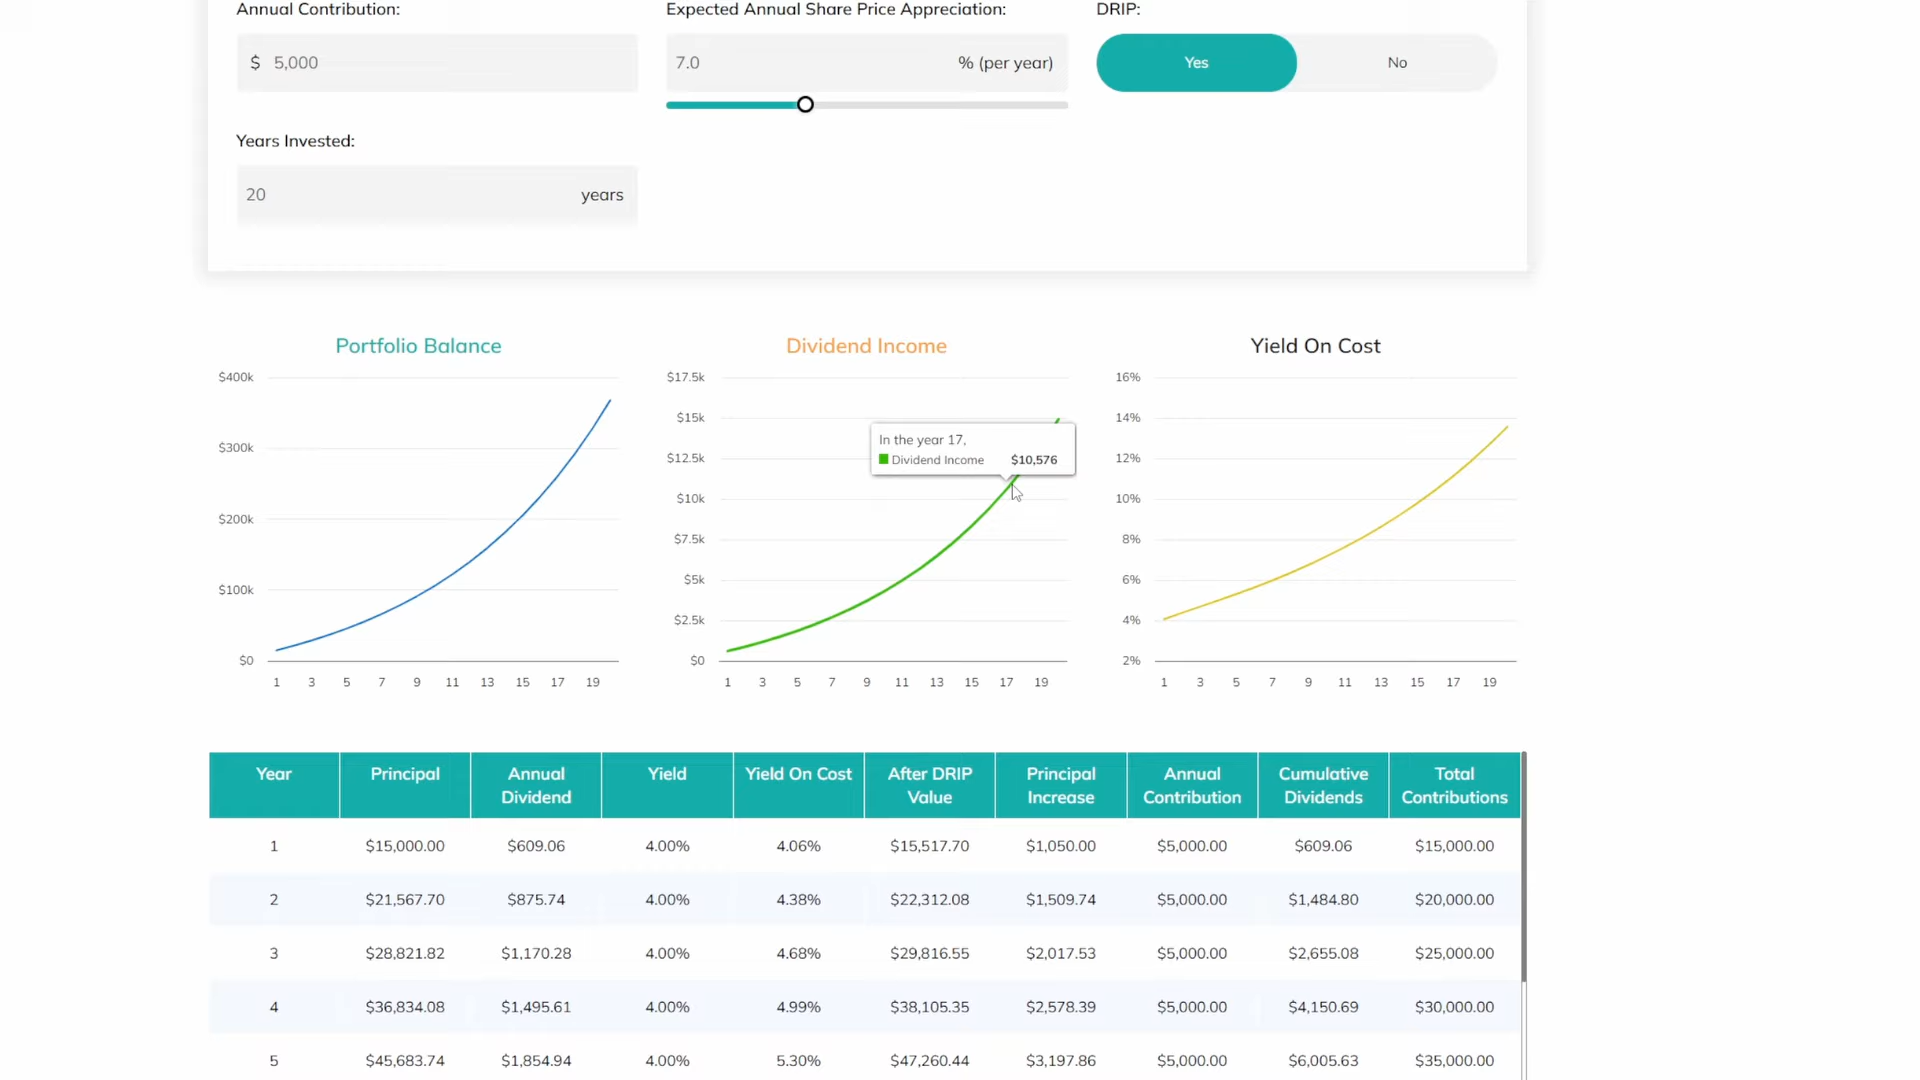 Annual Contribution: Expected Annual Share Price Appreciation: DRIP:
$ 5,000 7.0 % (per year) Yes No
Years Invested:
20 years
Portfolio Balance
$400k
$300k
$200k
$100k
$0
1 3 5 7 9 11 13 15 17 19
Dividend Income
$17.5k
$15k
$12.5k
$10k
$7.5k
$5k
$2.5k
$0
1 3 5 7 9 11 13 15 17 19
In the year 17,
Dividend Income $10,576
Yield On Cost
16%
14%
12%
10%
8%
6%
4%
2%
1 3 5 7 9 11 13 15 17 19
Year Principal Annual Dividend Yield Yield On Cost After DRIP Value Principal Increase Annual Contribution Cumulative Dividends Total Contributions
1 $15,000.00 $609.06 4.00% 4.06% $15,517.70 $1,050.00 $5,000.00 $609.06 $15,000.00
2 $21,567.70 $875.74 4.00% 4.38% $22,312.08 $1,509.74 $5,000.00 $1,484.80 $20,000.00
3 $28,821.82 $1,170.28 4.00% 4.68% $29,816.55 $2,017.53 $5,000.00 $2,655.08 $25,000.00
4 $36,834.08 $1,495.61 4.00% 4.99% $38,105.35 $2,578.39 $5,000.00 $4,150.69 $30,000.00
5 $45,683.74 $1,854.94 4.00% 5.30% $47,260.44 $3,197.86 $5,000.00 $6,005.63 $35,000.00